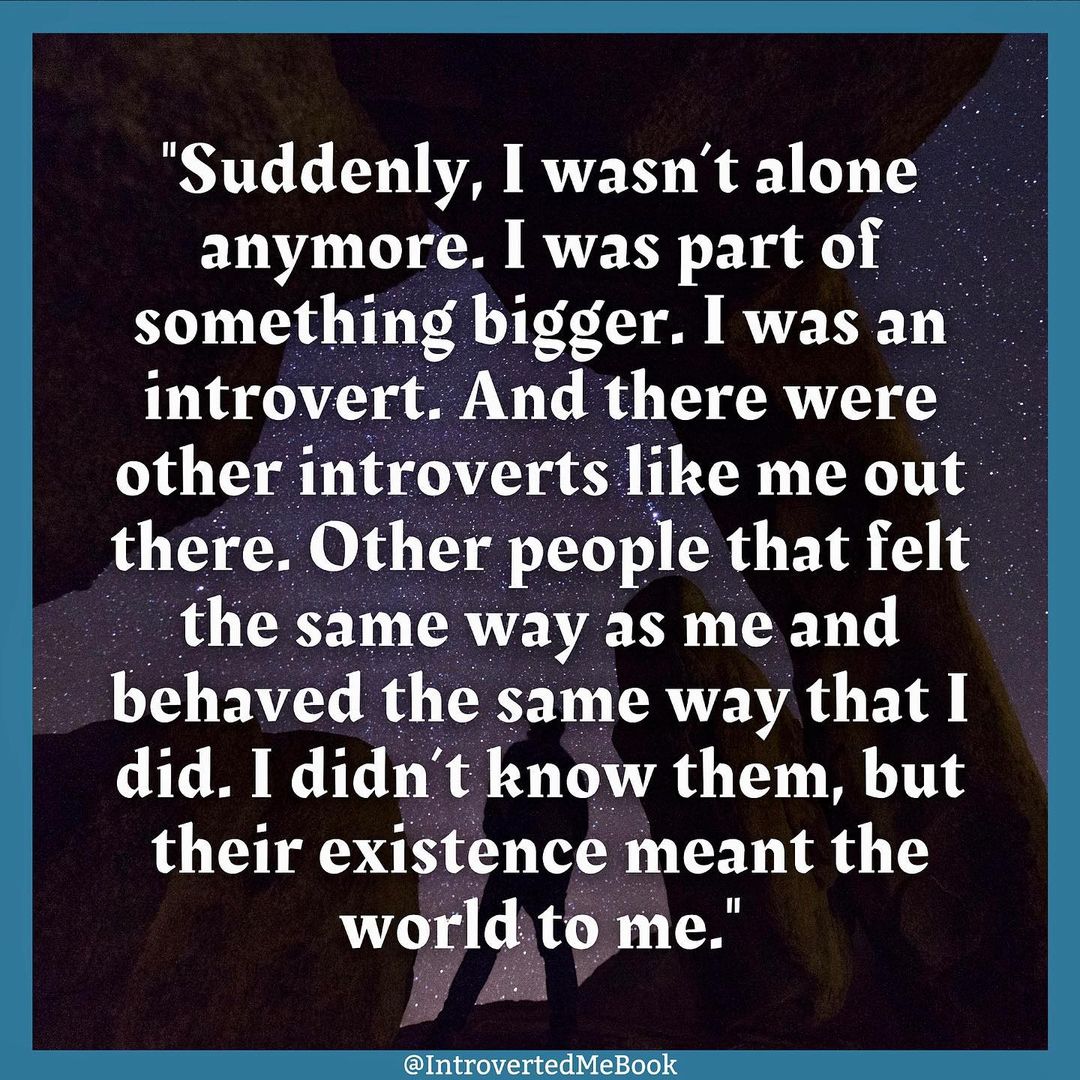 "Suddenly, I wasn't alone
anymore. I was part of
something bigger. I was an
introvert. And there were
other introverts like me out
there. Other people that felt
the same way as me and
behaved the same way that I
did. I didn't know them, but
their existence meant the
world to me."
@IntrovertedMeBook